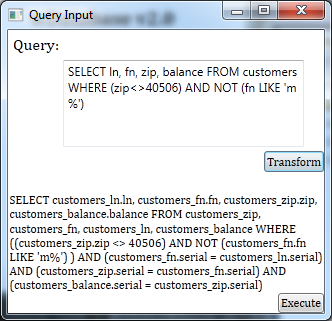 Query Input
Query:
SELECT ln, fn, zip, balance FROM customers
WHERE (zip<>40506) AND NOT (fn LIKE 'm
%')
Transform
SELECT customers_ln.ln, customers_fn.fn, customers_zip.zip,
customers_balance.balance FROM customers_zip,
customers_fn, customers_ln, customers_balance WHERE
((customers_zip.zip <> 40506) AND NOT (customers_fn.fn
LIKE 'm%') ) AND (customers_fn.serial = customers_ln.serial)
AND (customers_zip.serial = customers_fn.serial) AND
(customers_balance.serial = customers_zip.serial)
Execute